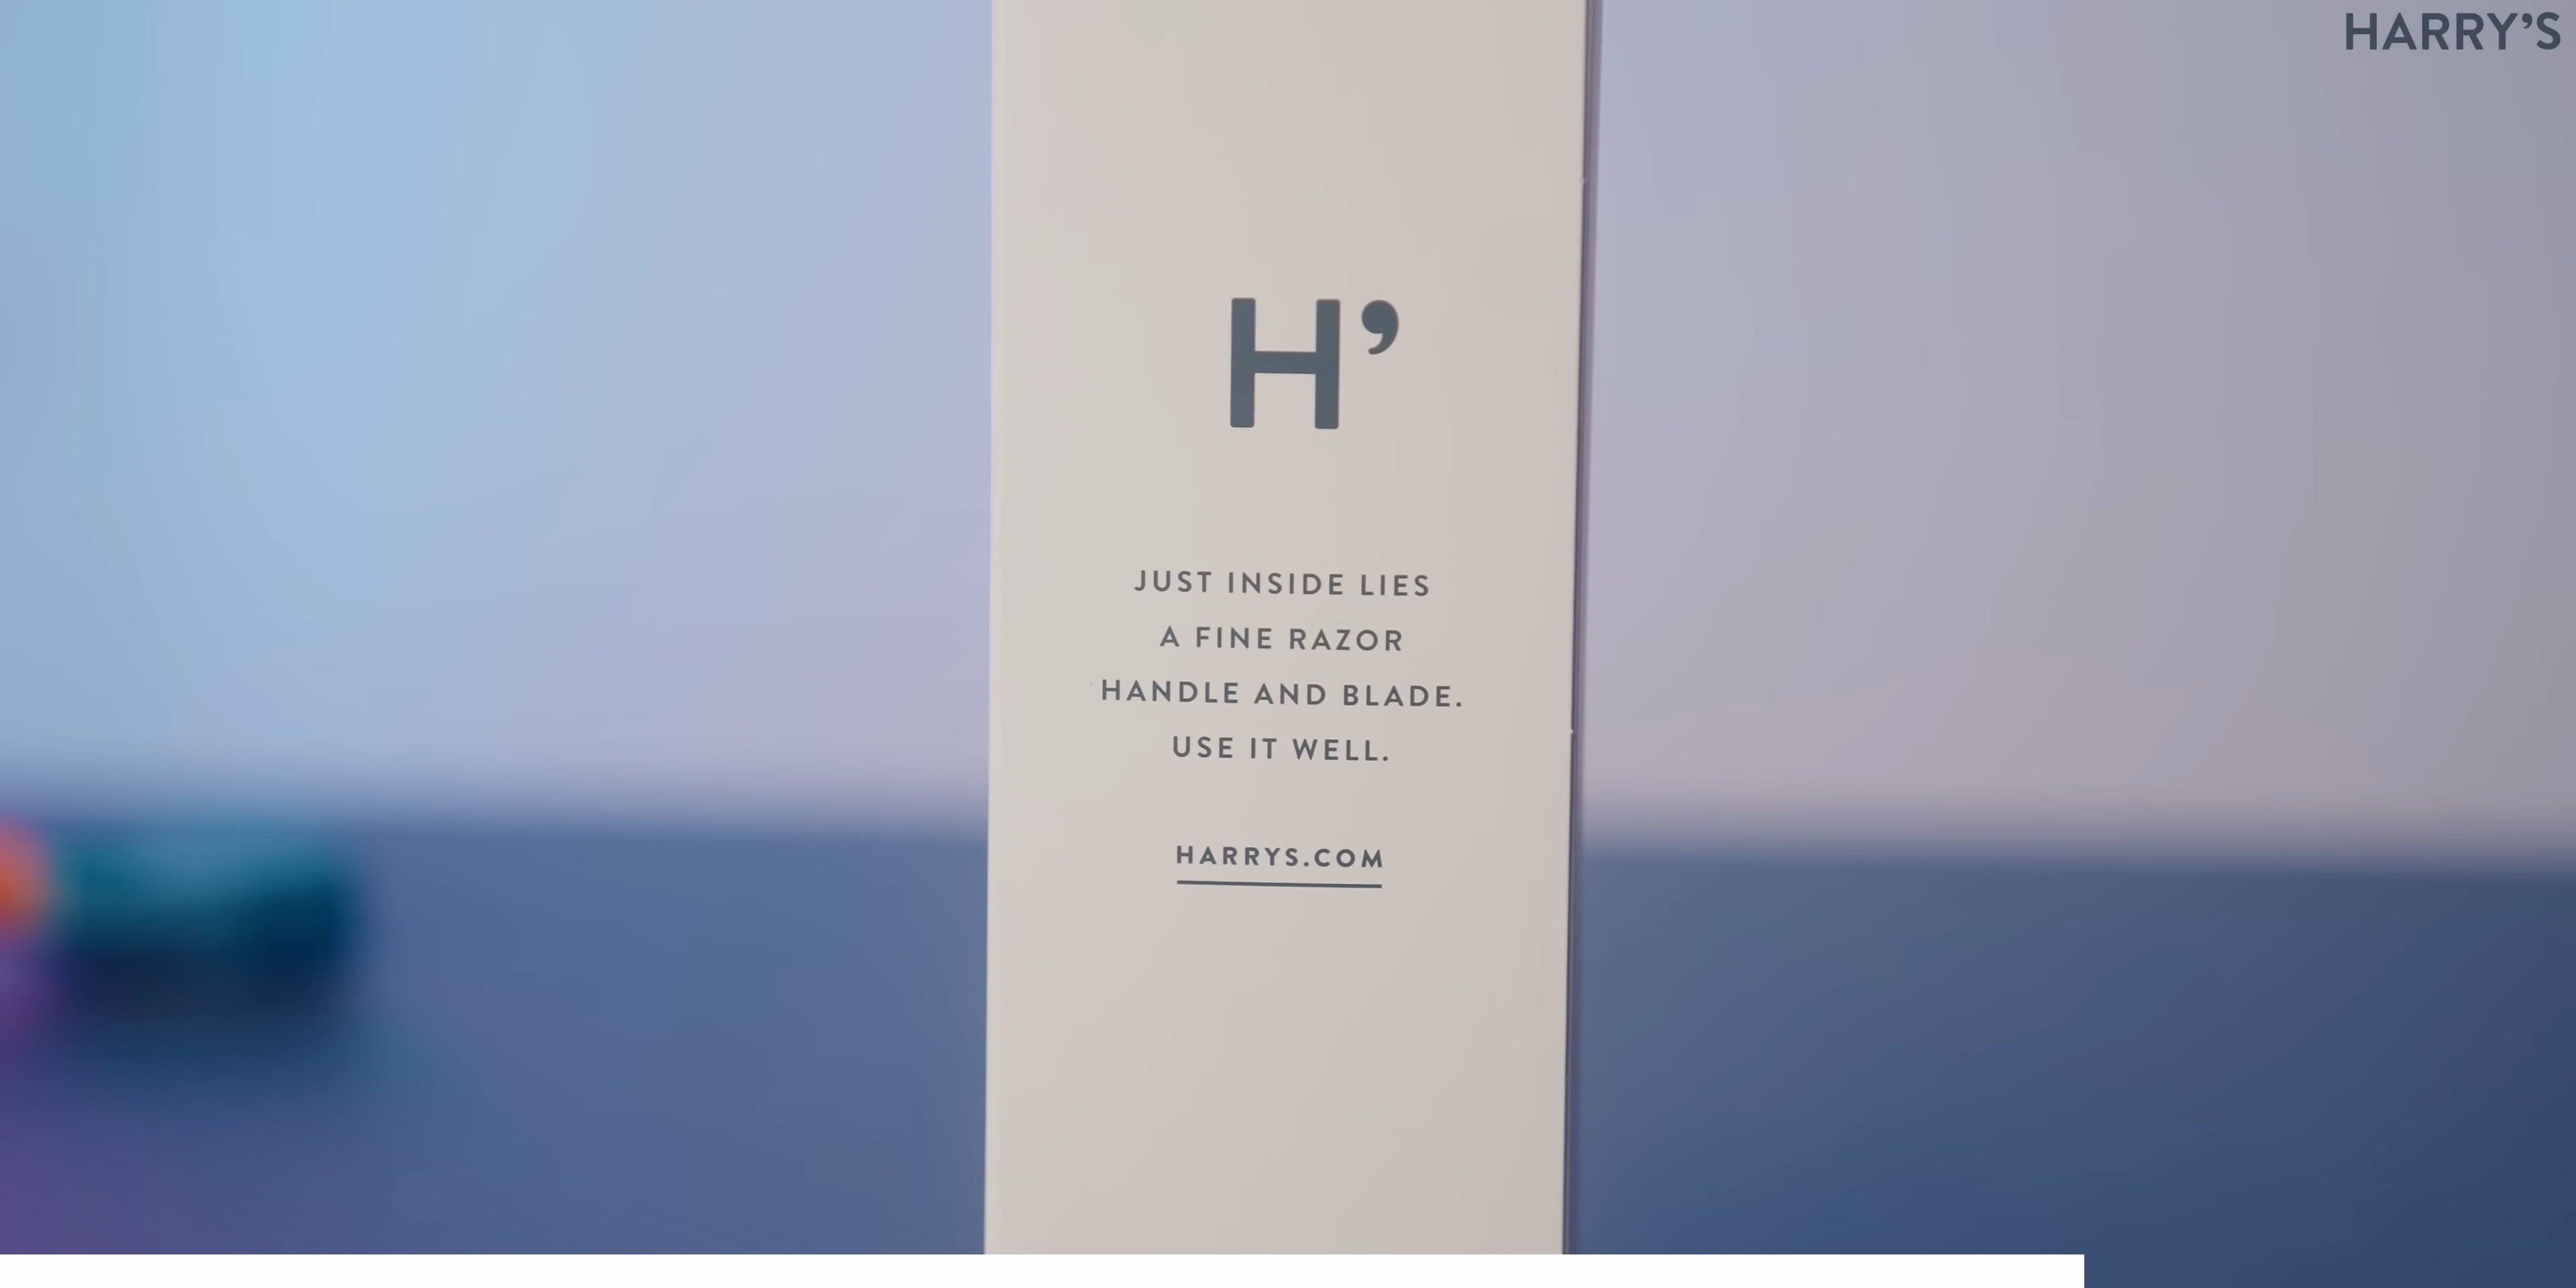 HARRY'S
H'
JUST INSIDE LIES
A FINE RAZOR
HANDLE AND BLADE.
USE IT WELL.
HARRYS.COM